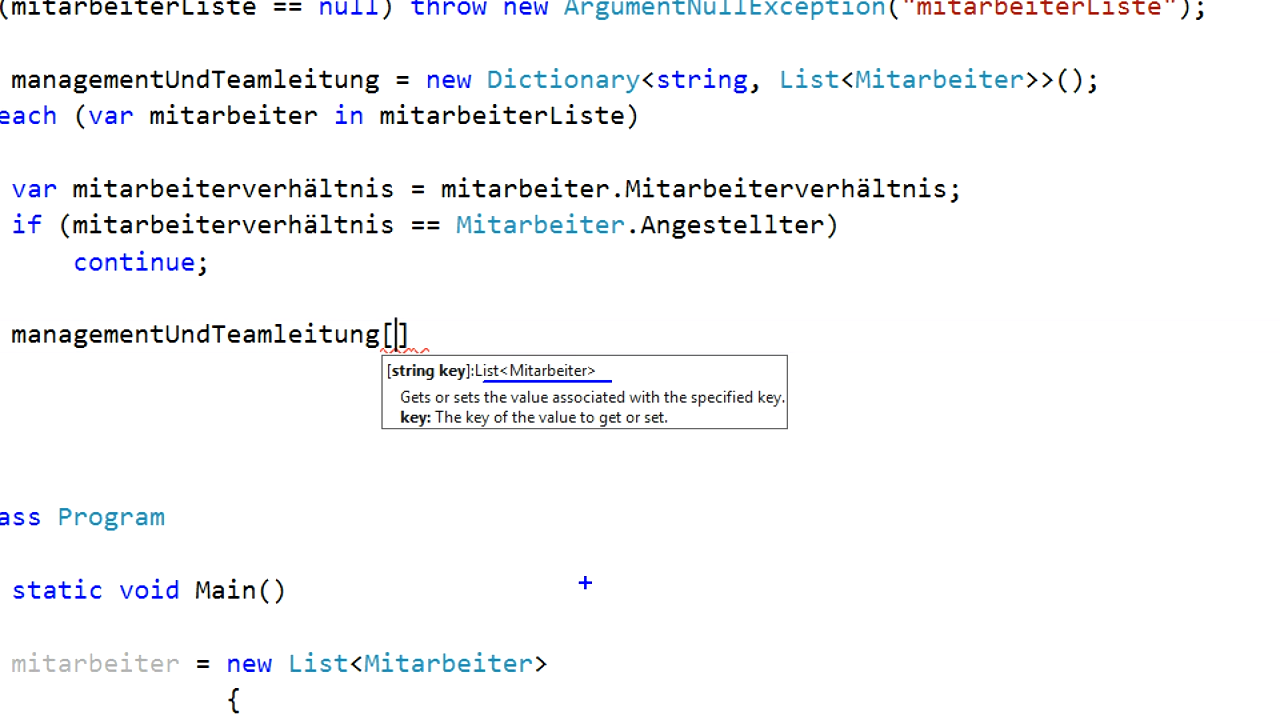 (mitarbeiterListe == null) throw new ArgumentNullException("mitarbeiterListe");
managementUndTeamleitung = new Dictionary<string, List<Mitarbeiter>>();
each (var mitarbeiter in mitarbeiterListe)
var mitarbeiterverhältnis = mitarbeiter.Mitarbeiterverhältnis;
if (mitarbeiterverhältnis == Mitarbeiter.Angestellter)
continue;
managementUndTeamleitung[]
[string key]:List<Mitarbeiter>
Gets or sets the value associated with the specified key.
key: The key of the value to get or set.
ass Program
static void Main()
mitarbeiter = new List<Mitarbeiter>
{